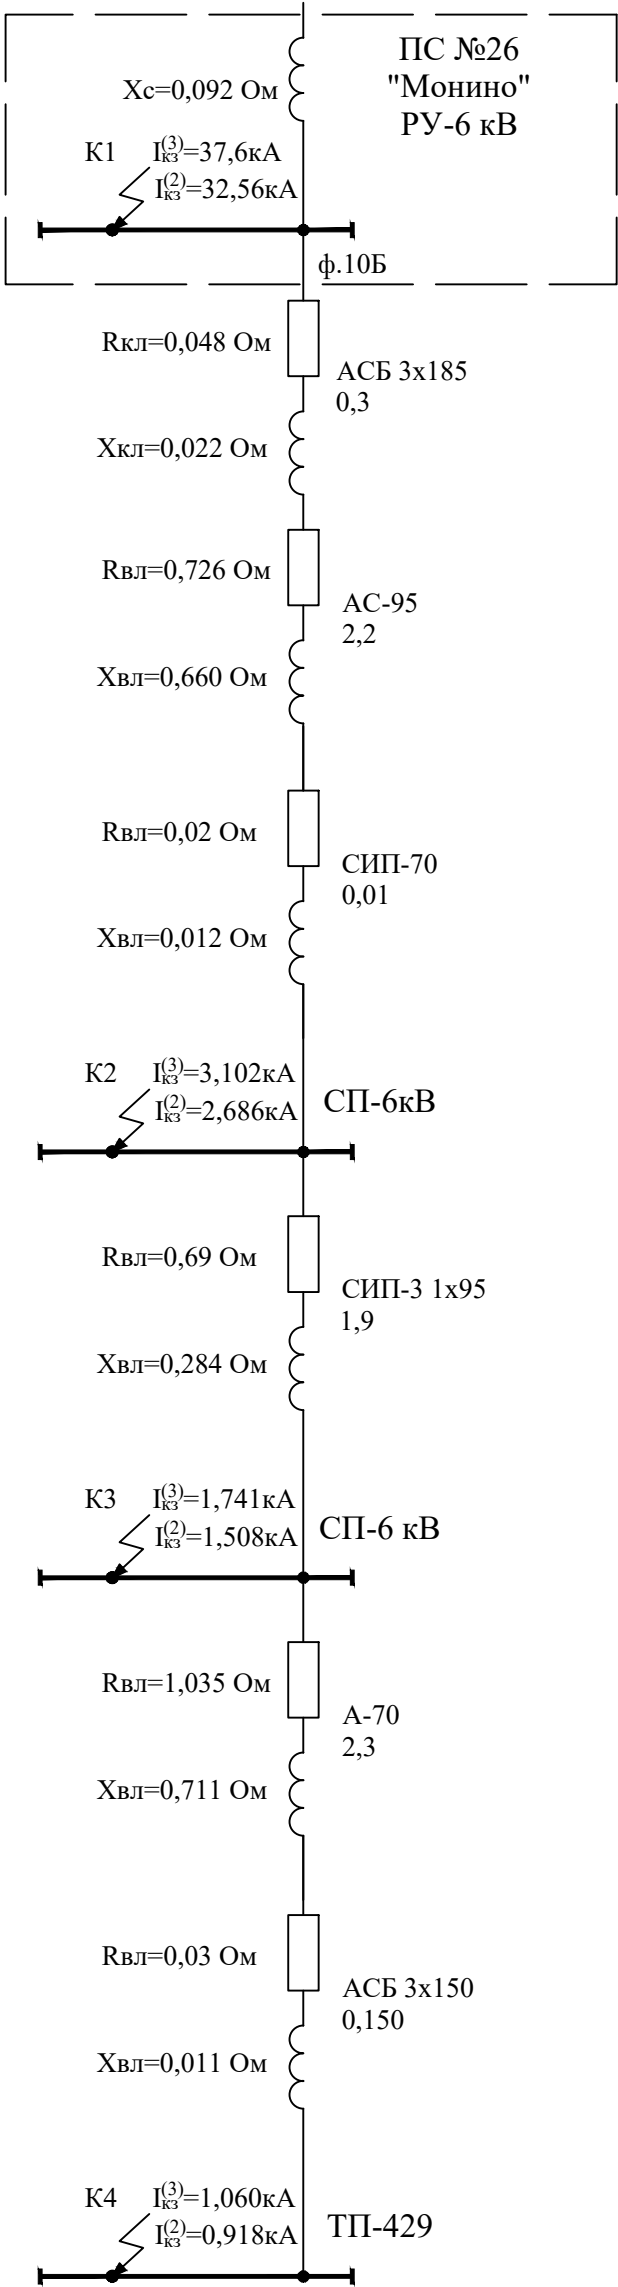 ПС №26
"Монино"
РУ-6 кВ
Xс=0,092 Ом
К1 I(3)кз=37,6кА
I(2)кз=32,56кА
ф.10Б
Rкл=0,048 Ом
АСБ 3х185
0,3
Xкл=0,022 Ом
Rвл=0,726 Ом
АС-95
2,2
Xвл=0,660 Ом
Rвл=0,02 Ом
СИП-70
0,01
Xвл=0,012 Ом
К2 I(3)кз=3,102кА
I(2)кз=2,686кА
СП-6кВ
Rвл=0,69 Ом
СИП-3 1х95
1,9
Xвл=0,284 Ом
К3 I(3)кз=1,741кА
I(2)кз=1,508кА
СП-6 кВ
Rвл=1,035 Ом
А-70
2,3
Xвл=0,711 Ом
Rвл=0,03 Ом
АСБ 3х150
0,150
Xвл=0,011 Ом
К4 I(3)кз=1,060кА
I(2)кз=0,918кА
ТП-429